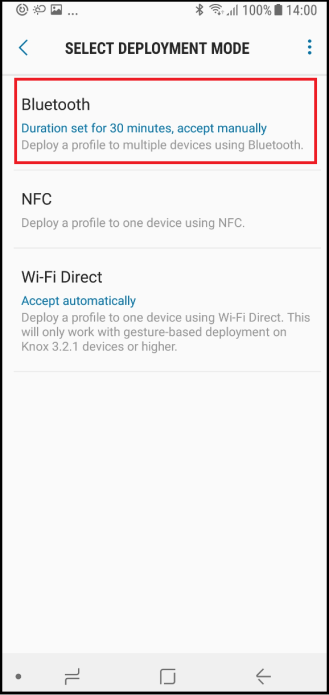 ... 100% 14:00
SELECT DEPLOYMENT MODE
Bluetooth
Duration set for 30 minutes, accept manually
Deploy a profile to multiple devices using Bluetooth.
NFC
Deploy a profile to one device using NFC.
Wi-Fi Direct
Accept automatically
Deploy a profile to one device using Wi-Fi Direct. This
will only work with gesture-based deployment on
Knox 3.2.1 devices or higher.